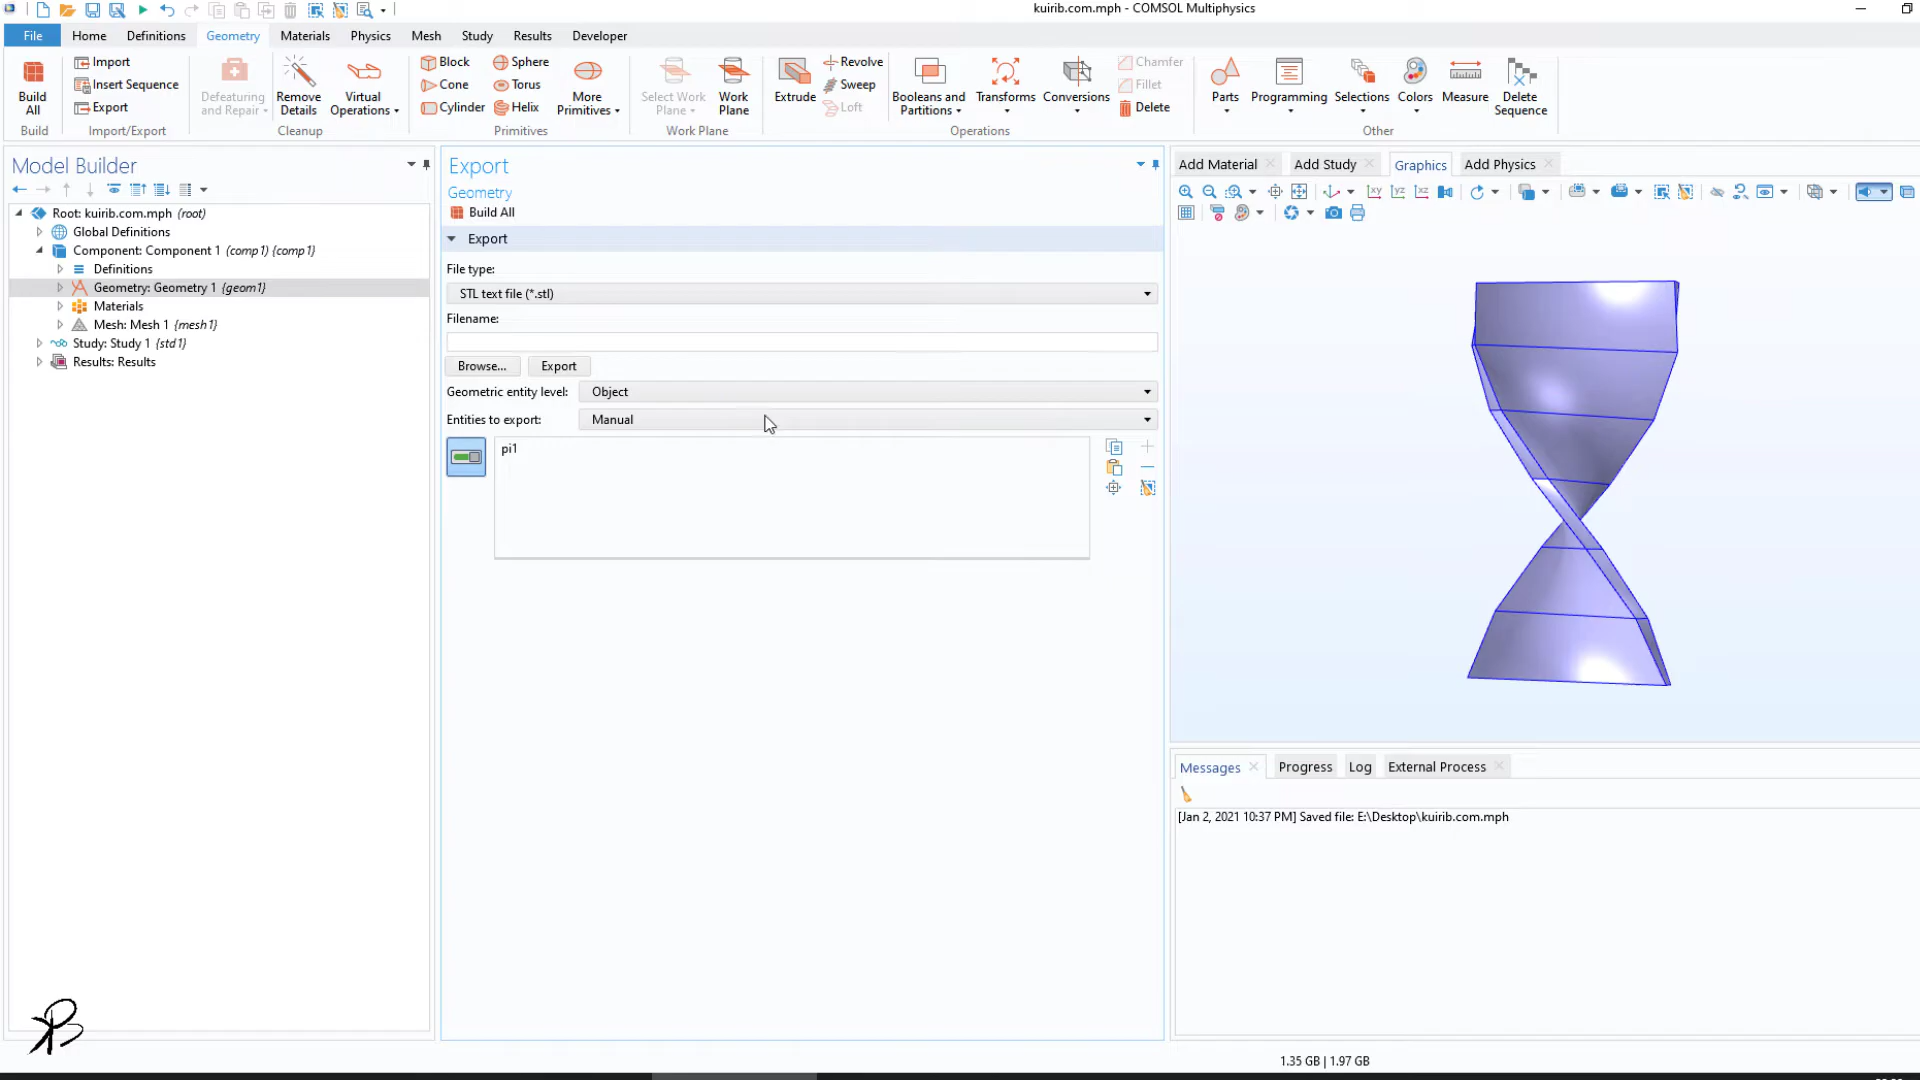 kuirib.com.mph - COMSOL Multiphysics
File Home Definitions Geometry Materials Physics Mesh Study Results Developer
Build All
Build
Import
Insert Sequence
Export
Import/Export
Defeaturing and Repair
Remove Details
Virtual Operations
Cleanup
Block
Cone
Cylinder
Sphere
Torus
Helix
More Primitives
Primitives
Select Work Plane
Work Plane
Work Plane
Extrude
Revolve
Sweep
Loft
Booleans and Partitions
Transforms
Conversions
Chamfer
Fillet
Delete
Operations
Parts
Programming
Selections
Colors
Measure
Delete Sequence
Other
Model Builder
Root: kuirib.com.mph (root)
Global Definitions
Component: Component 1 (comp1) {comp1}
Definitions
Geometry: Geometry 1 {geom1}
Materials
Mesh: Mesh 1 {mesh1}
Study: Study 1 {std1}
Results: Results
Export
Geometry
Build All
Export
File type:
STL text file (*.stl)
Filename:
Browse... Export
Geometric entity level: Object
Entities to export: Manual
pi1
Add Material Add Study Graphics Add Physics
xy yz xz
Messages Progress Log External Process
[Jan 2, 2021 10:37 PM] Saved file: E:\Desktop\kuirib.com.mph
1.35 GB | 1.97 GB